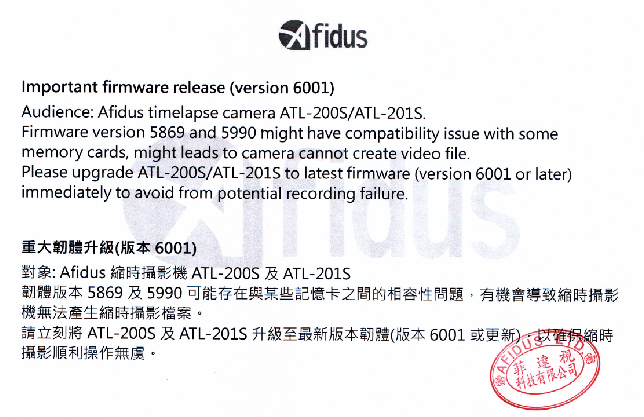 Afidus
Important firmware release (version 6001)
Audience: Afidus timelapse camera ATL-200S/ATL-201S.
Firmware version 5869 and 5990 might have compatibility issue with some
memory cards, might leads to camera cannot create video file.
Please upgrade ATL-200S/ATL-201S to latest firmware (version 6001 or later)
immediately to avoid from potential recording failure.
Afidus
重大韌體升級(版本 6001)
對象: Afidus 縮時攝影機 ATL-200S 及 ATL-201S
韌體版本 5869 及 5990 可能存在與某些記憶卡之間的相容性問題，有機會導致縮時攝影
機無法產生縮時攝影檔案。
請立刻將 ATL-200S 及 ATL-201S 升級至最新版本韌體(版本 6001 或更新)，以確保縮時
攝影順利操作無虞。
AFIDUS LTD.
菲達視
科技有限公司